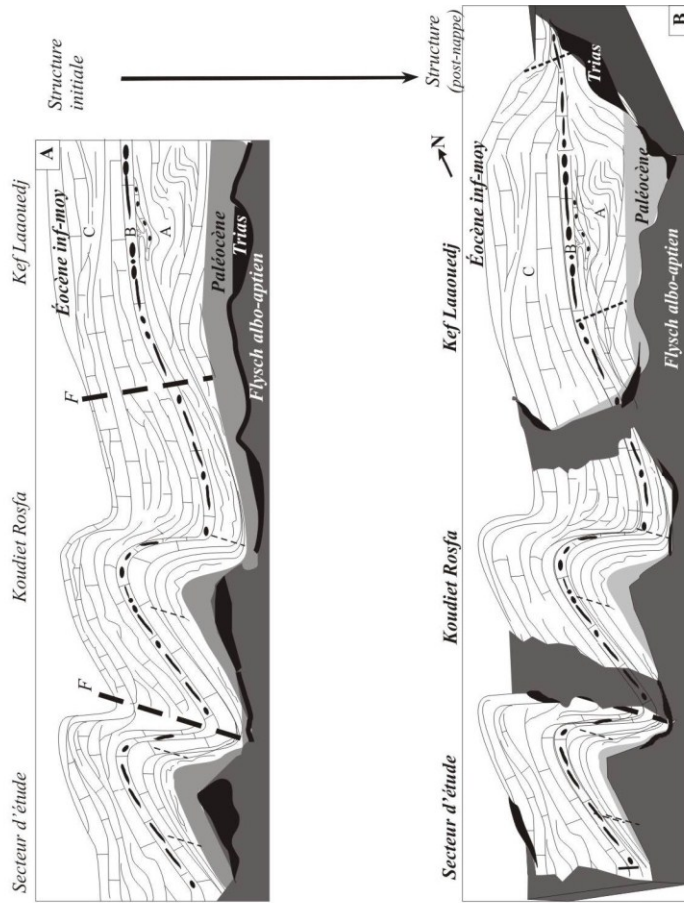 Structure
initiale
Structure
(post-nappe)
A
Secteur d'étude
Koudiet Rosfa
Kef Laaouedj
F
F
Éocène inf-moy
C
B
A
Paléocène
Trias
Flysch albo-aptien
B
N
Secteur d'étude
Koudiet Rosfa
Kef Laaouedj
Éocène inf-moy
C
B
A
Paléocène
Trias
Flysch albo-aptien